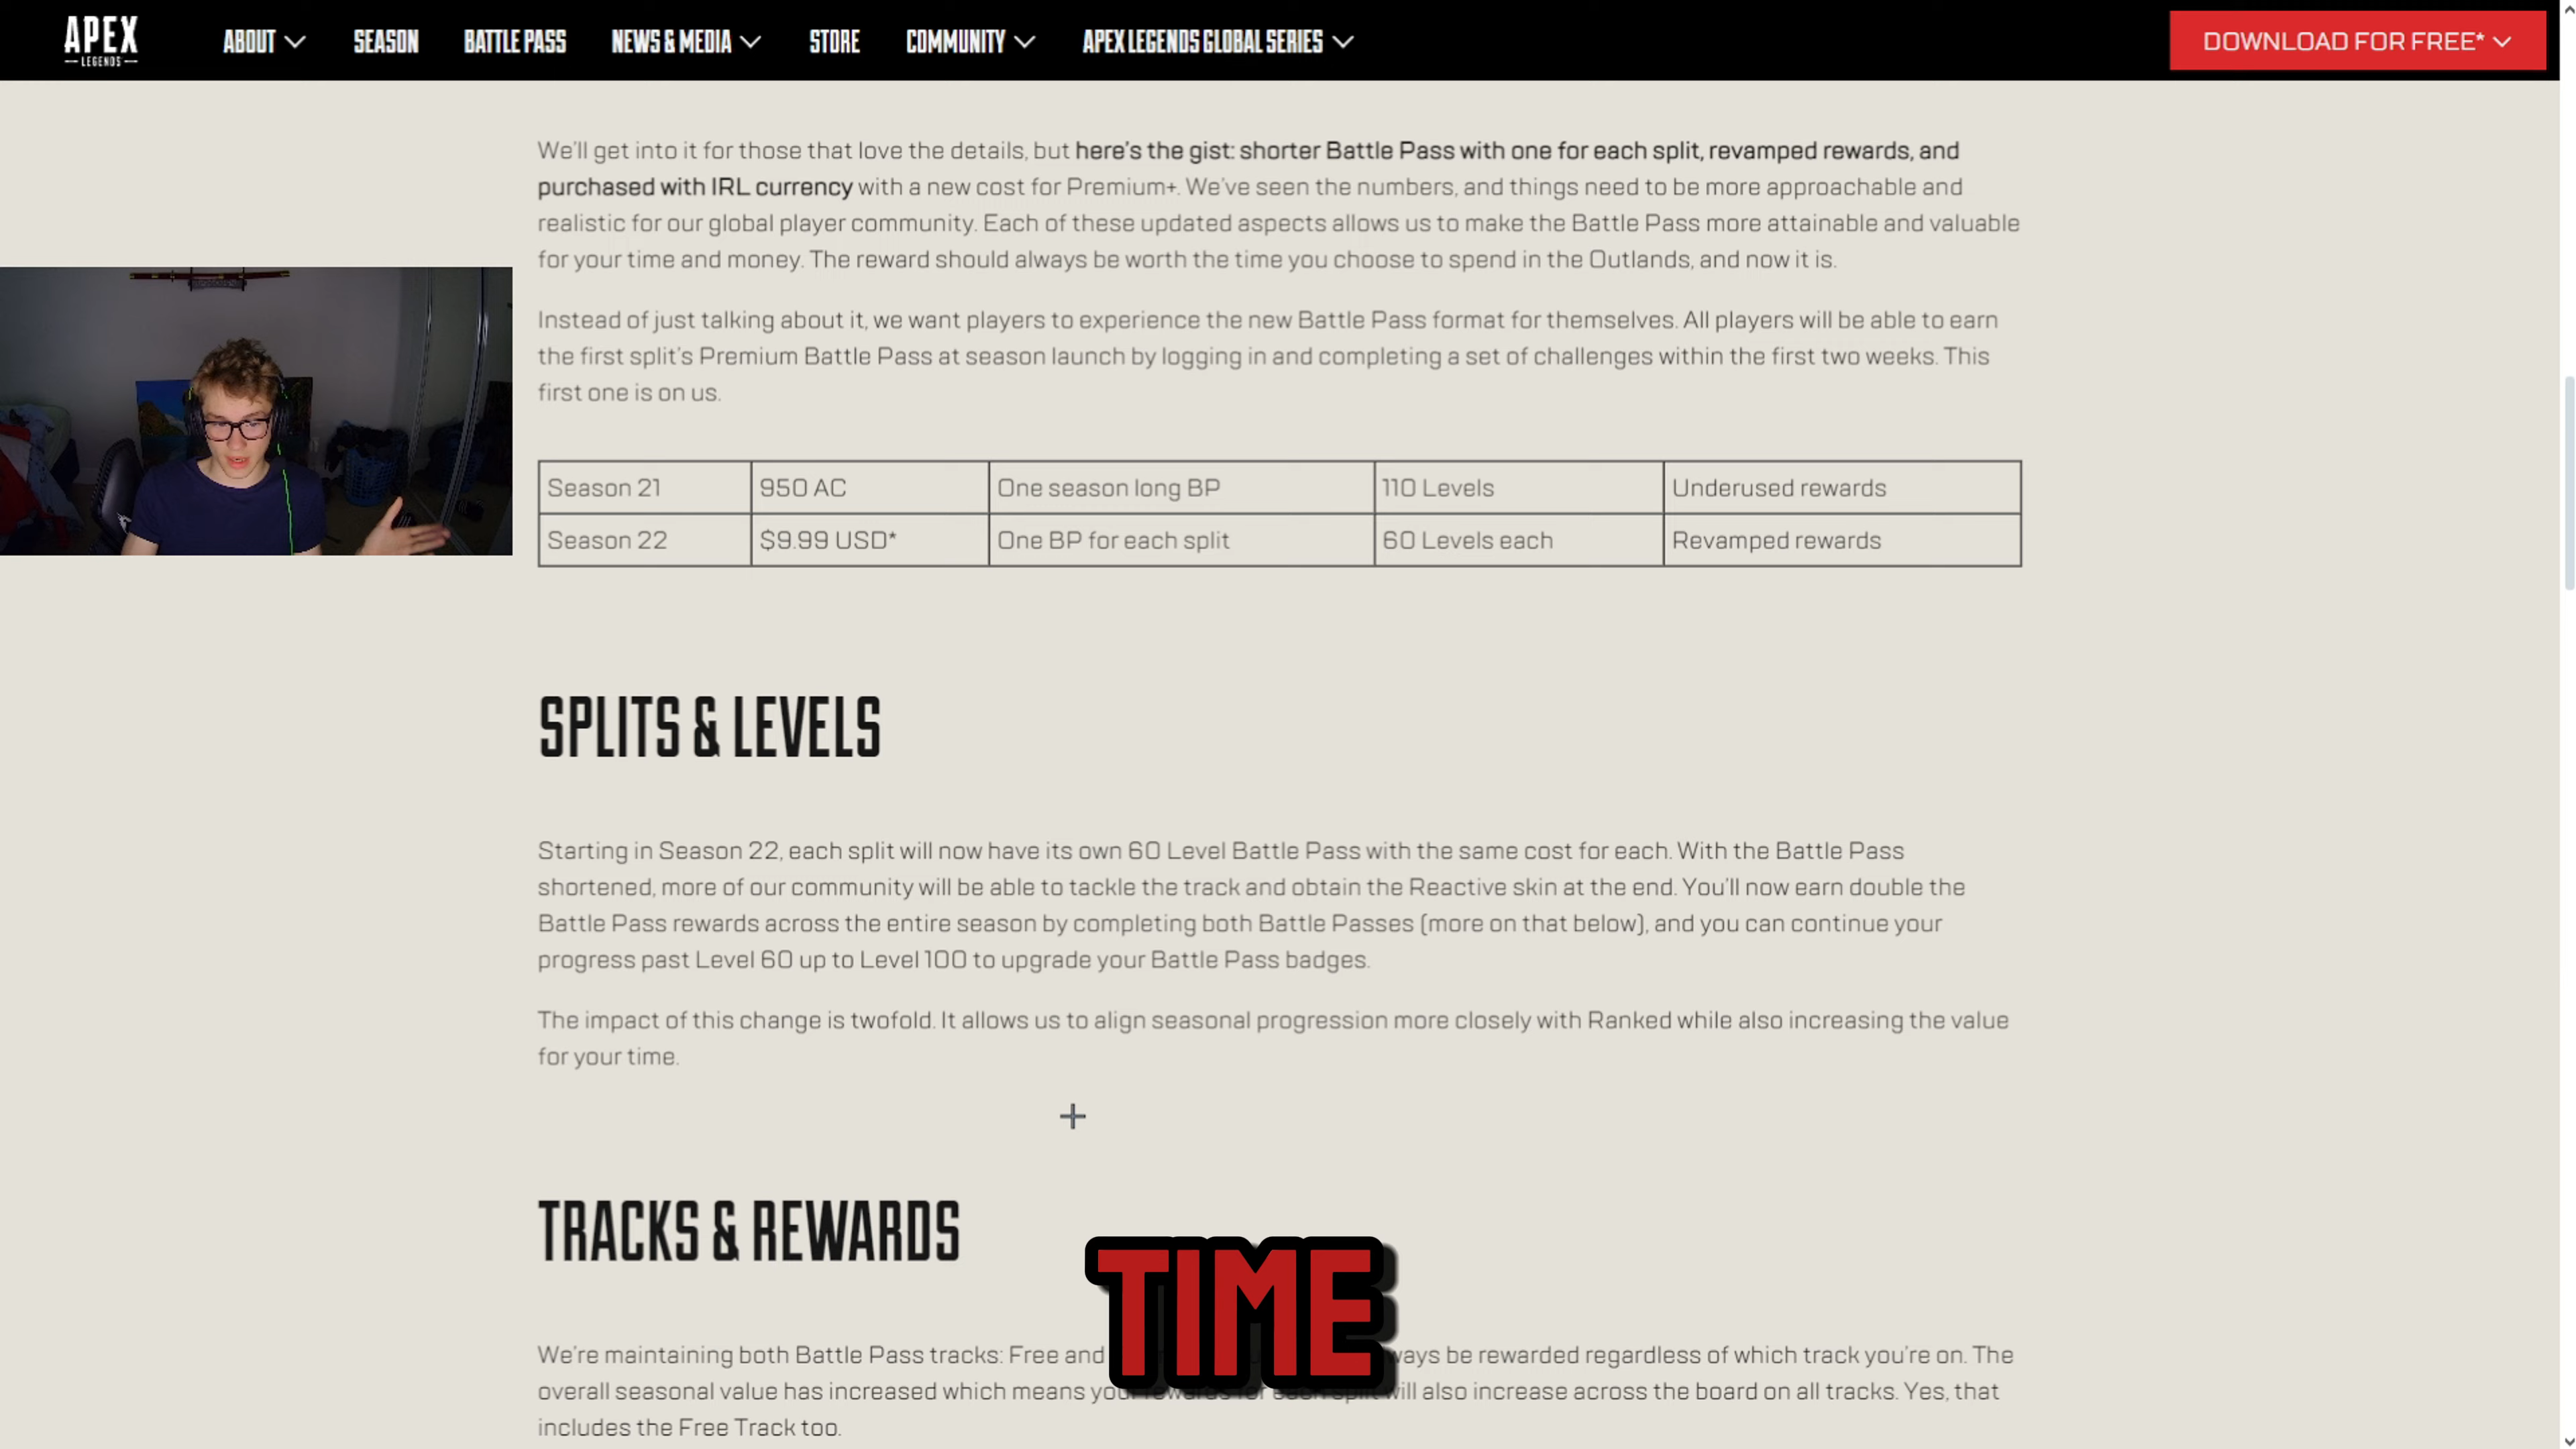 APEX
LEGENDS
ABOUT
SEASON
BATTLE PASS
NEWS & MEDIA
STORE
COMMUNITY
APEX LEGENDS GLOBAL SERIES
DOWNLOAD FOR FREE*
We'll get into it for those that love the details, but here's the gist: shorter Battle Pass with one for each split, revamped rewards, and
purchased with IRL currency with a new cost for Premium+. We've seen the numbers, and things need to be more approachable and
realistic for our global player community. Each of these updated aspects allows us to make the Battle Pass more attainable and valuable
for your time and money. The reward should always be worth the time you choose to spend in the Outlands, and now it is.
Instead of just talking about it, we want players to experience the new Battle Pass format for themselves. All players will be able to earn
the first split's Premium Battle Pass at season launch by logging in and completing a set of challenges within the first two weeks. This
first one is on us.
Season 21 950 AC One season long BP 110 Levels Underused rewards
Season 22 $9.99 USD* One BP for each split 60 Levels each Revamped rewards
SPLITS & LEVELS
Starting in Season 22, each split will now have its own 60 Level Battle Pass with the same cost for each. With the Battle Pass
shortened, more of our community will be able to tackle the track and obtain the Reactive skin at the end. You'll now earn double the
Battle Pass rewards across the entire season by completing both Battle Passes (more on that below), and you can continue your
progress past Level 60 up to Level 100 to upgrade your Battle Pass badges.
The impact of this change is twofold. It allows us to align seasonal progression more closely with Ranked while also increasing the value
for your time.
TRACKS & REWARDS
TIME
We're maintaining both Battle Pass tracks: Free and be rewarded regardless of which track you're on. The
overall seasonal value has increased which means your rewards for each split will also increase across the board on all tracks. Yes, that
includes the Free Track too.